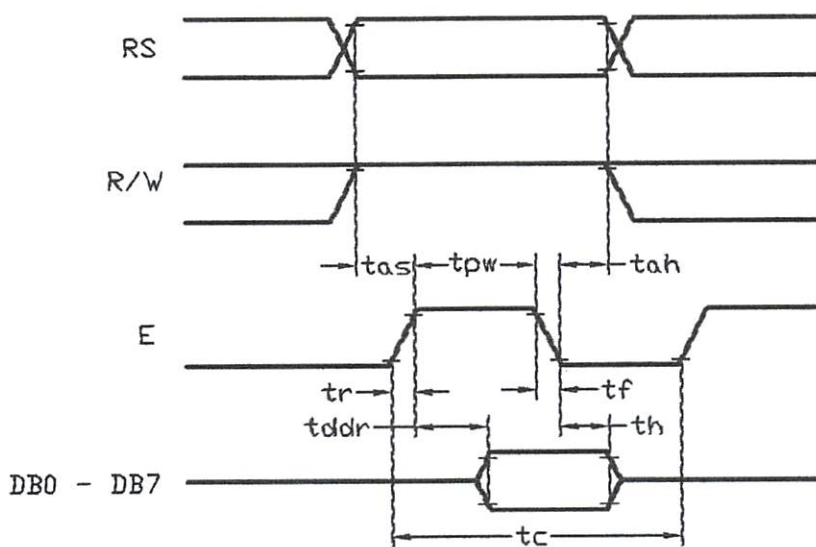 RS
R/W
tas tpw tah
E
tr tf
tddr th
DB0 - DB7
tc